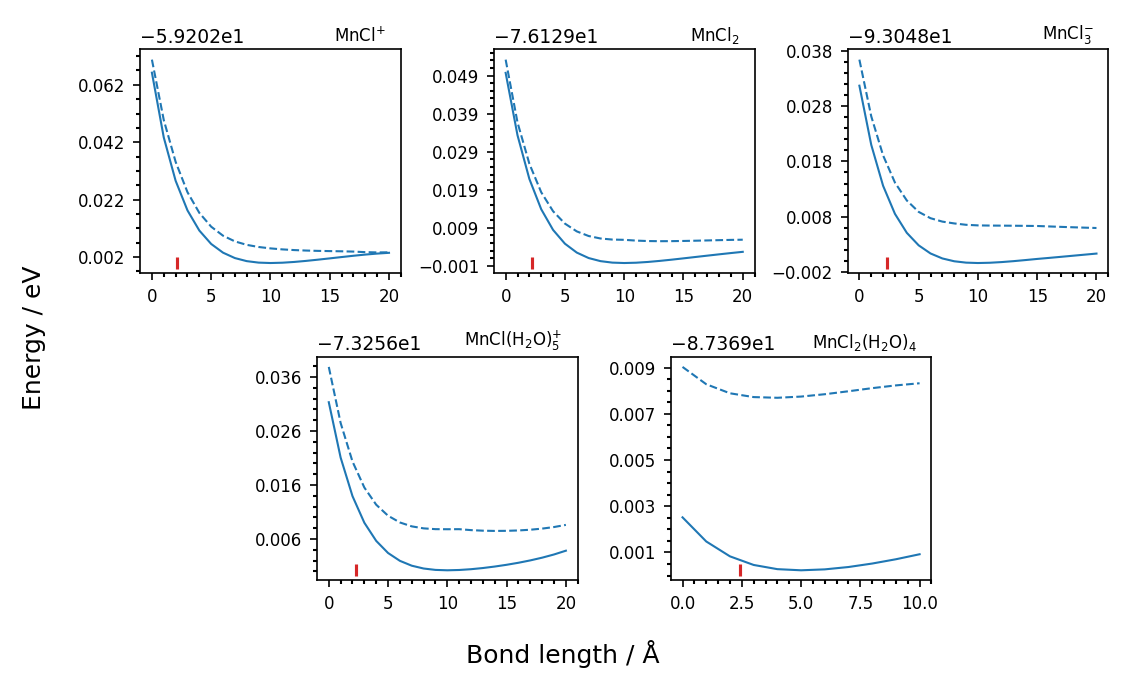 −5.9202e1 MnCl⁺
0.062
0.042
0.022
0.002
0 5 10 15 20
−7.6129e1 MnCl₂
0.049
0.039
0.029
0.019
0.009
−0.001
0 5 10 15 20
−9.3048e1 MnCl₃⁻
0.038
0.028
0.018
0.008
−0.002
0 5 10 15 20
Energy / eV
−7.3256e1 MnCl(H₂O)₅⁺
0.036
0.026
0.016
0.006
0 5 10 15 20
−8.7369e1 MnCl₂(H₂O)₄
0.009
0.007
0.005
0.003
0.001
0.0 2.5 5.0 7.5 10.0
Bond length / Å